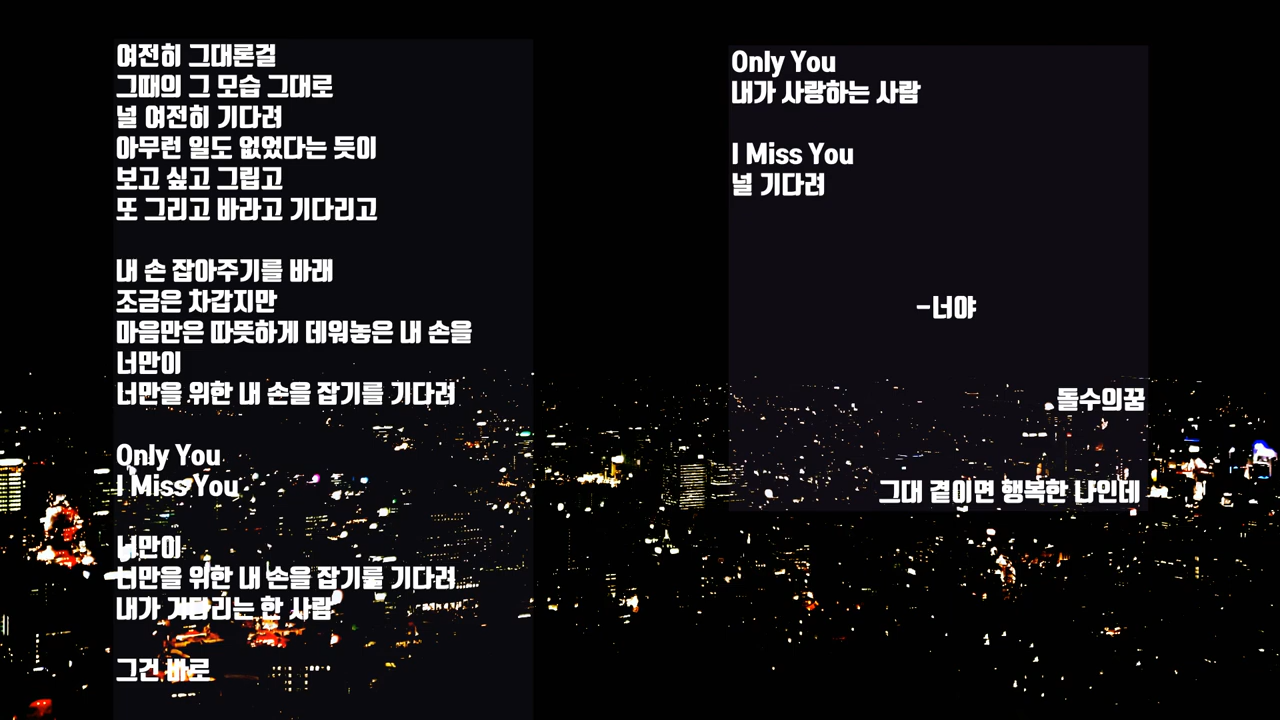 여전히 그대론걸
그때의 그 모습 그대로
널 여전히 기다려
아무런 일도 없었다는 듯이
보고 싶고 그립고
또 그리고 바라고 기다리고
내 손 잡아주기를 바래
조금은 차갑지만
마음만은 따뜻하게 데워놓은 내 손을
너만이
너만을 위한 내 손을 잡기를 기다려
Only You
I Miss You
너만이
너만을 위한 내 손을 잡기를 기다려
내가 기다리는 한 사람
그건 바로
Only You
내가 사랑하는 사람
I Miss You
널 기다려
-너야
돌수의꿈
그대 곁이면 행복한 나인데